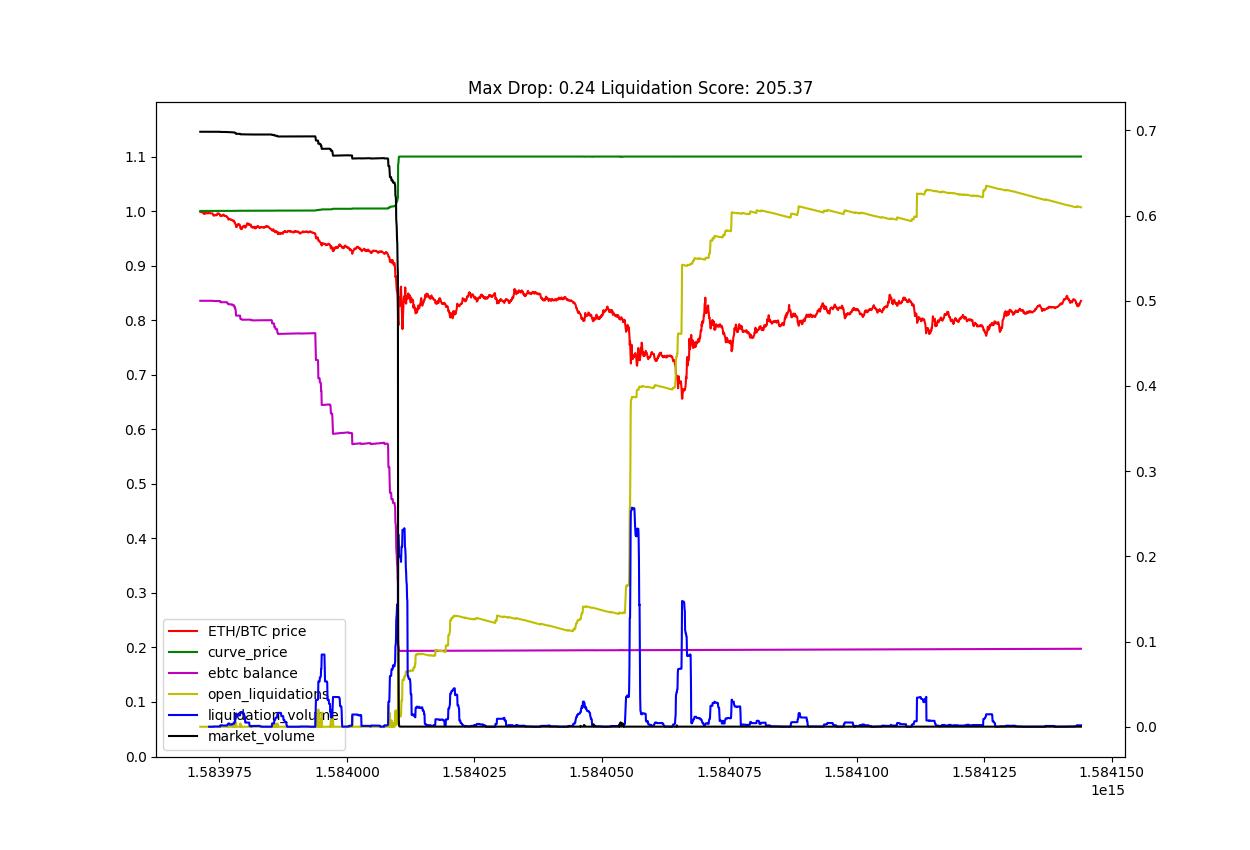 Max Drop: 0.24 Liquidation Score: 205.37
1.1
1.0
0.9
0.8
0.7
0.6
0.5
0.4
0.3
0.2
0.1
0.0
0.7
0.6
0.5
0.4
0.3
0.2
0.1
0.0
ETH/BTC price
curve_price
ebtc balance
open_liquidations
liquidation_volume
market_volume
1.583975 1.584000 1.584025 1.584050 1.584075 1.584100 1.584125 1.584150
1e15